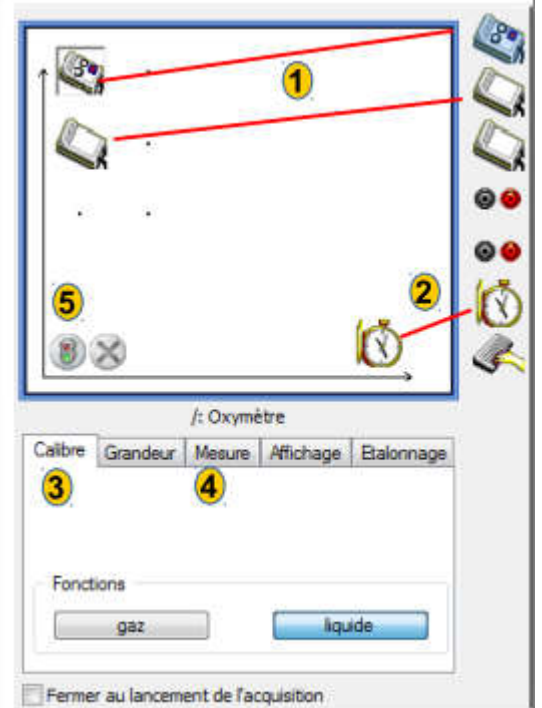 1
2
5
/: Oxymètre
Calibre Grandeur Mesure Affichage Etalonnage
3 4
Fonctions
gaz liquide
Fermer au lancement de l'acquisition